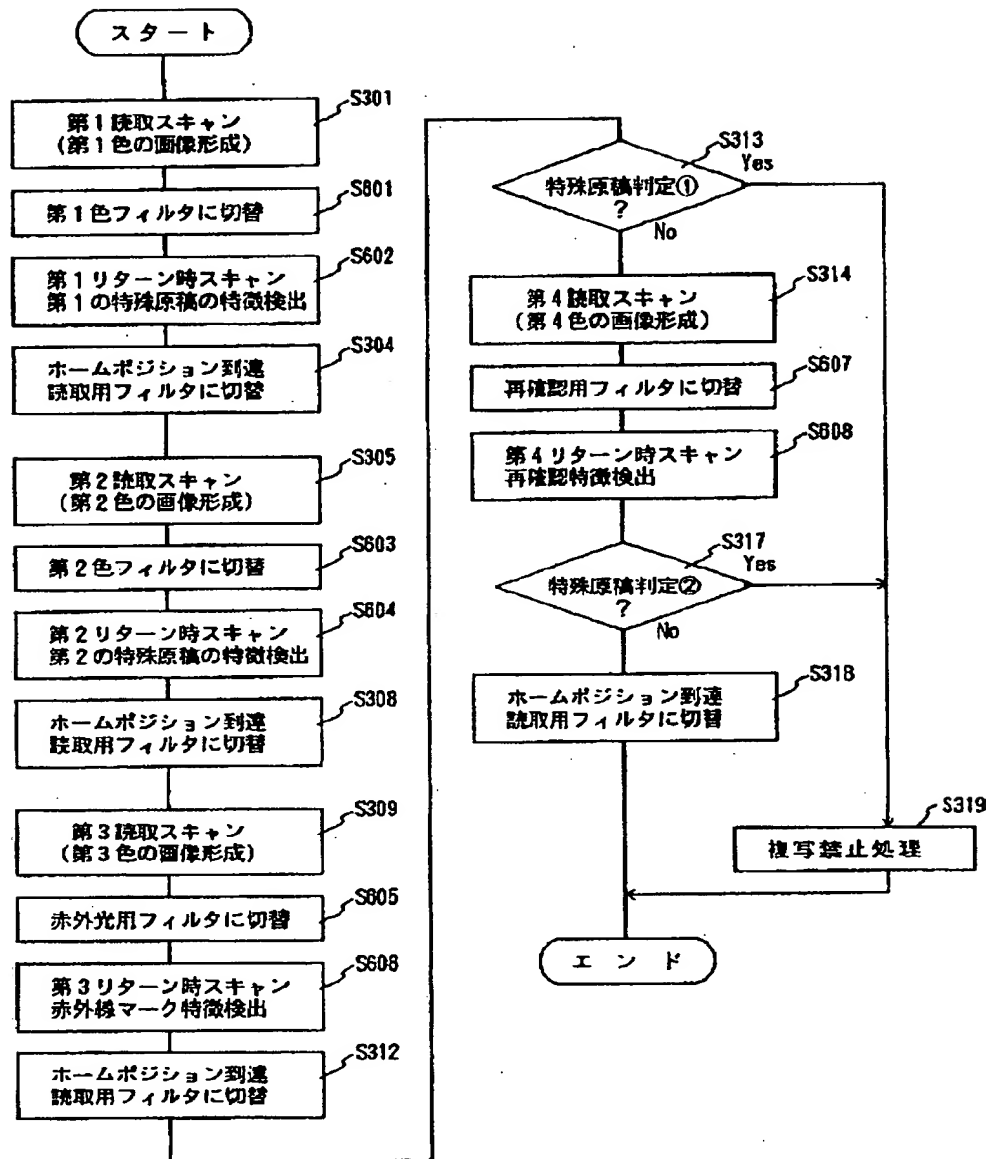 スタート
S301
第1読取スキャン
(第1色の画像形成)
S601
第1色フィルタに切替
S602
第1リターン時スキャン
第1の特殊原稿の特徴検出
S304
ホームポジション到達
読取用フィルタに切替
S305
第2読取スキャン
(第2色の画像形成)
S603
第2色フィルタに切替
S604
第2リターン時スキャン
第2の特殊原稿の特徴検出
S308
ホームポジション到達
読取用フィルタに切替
S309
第3読取スキャン
(第3色の画像形成)
S605
赤外光用フィルタに切替
S608
第3リターン時スキャン
赤外線マーク特徴検出
S312
ホームポジション到達
読取用フィルタに切替
S313
Yes
特殊原稿判定①
?
No
S314
第4読取スキャン
(第4色の画像形成)
S607
再確認用フィルタに切替
S608
第4リターン時スキャン
再確認特徴検出
S317
Yes
特殊原稿判定②
?
No
S318
ホームポジション到達
読取用フィルタに切替
S319
複写禁止処理
エンド